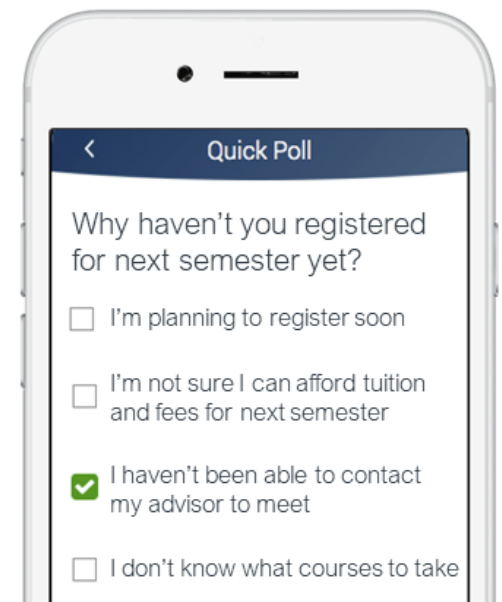 Quick Poll
Why haven’t you registered
for next semester yet?
I’m planning to register soon
I’m not sure I can afford tuition
and fees for next semester
I haven’t been able to contact
my advisor to meet
I don’t know what courses to take